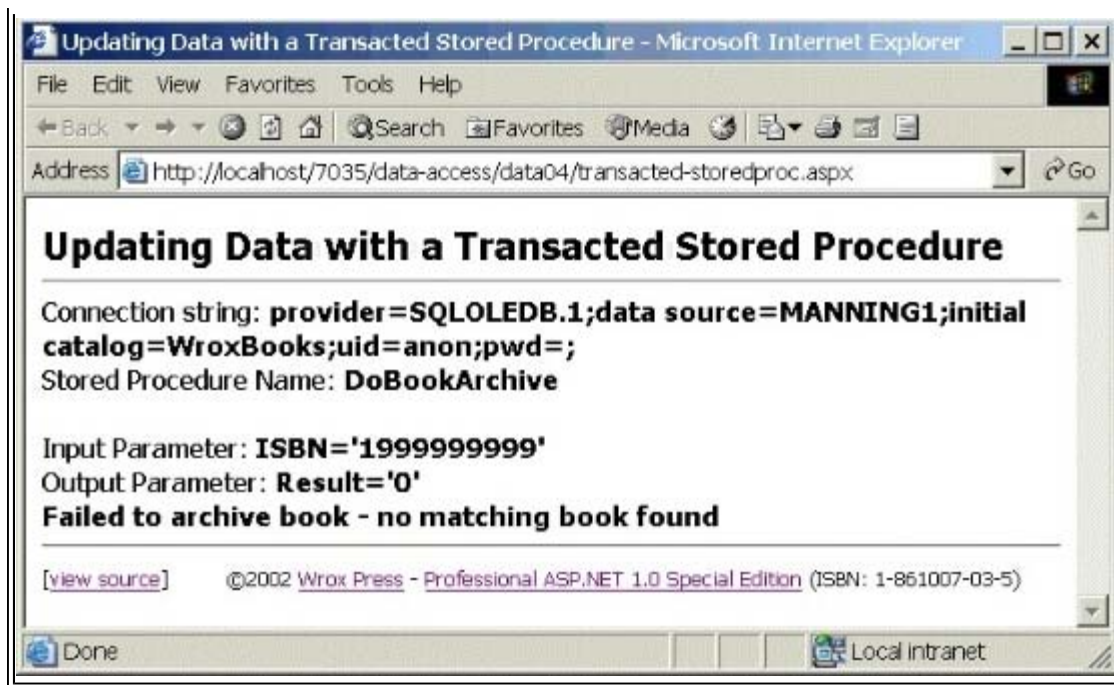 Updating Data with a Transacted Stored Procedure - Microsoft Internet Explorer
File Edit View Favorites Tools Help
Back Search Favorites Media
Address http://localhost/7035/data-access/data04/transacted-storedproc.aspx Go
Updating Data with a Transacted Stored Procedure
Connection string: provider=SQLOLEDB.1;data source=MANNING1;initial
catalog=WroxBooks;uid=anon;pwd=;
Stored Procedure Name: DoBookArchive
Input Parameter: ISBN='1999999999'
Output Parameter: Result='0'
Failed to archive book - no matching book found
[view source] ©2002 Wrox Press - Professional ASP.NET 1.0 Special Edition (ISBN: 1-861007-03-5)
Done Local intranet